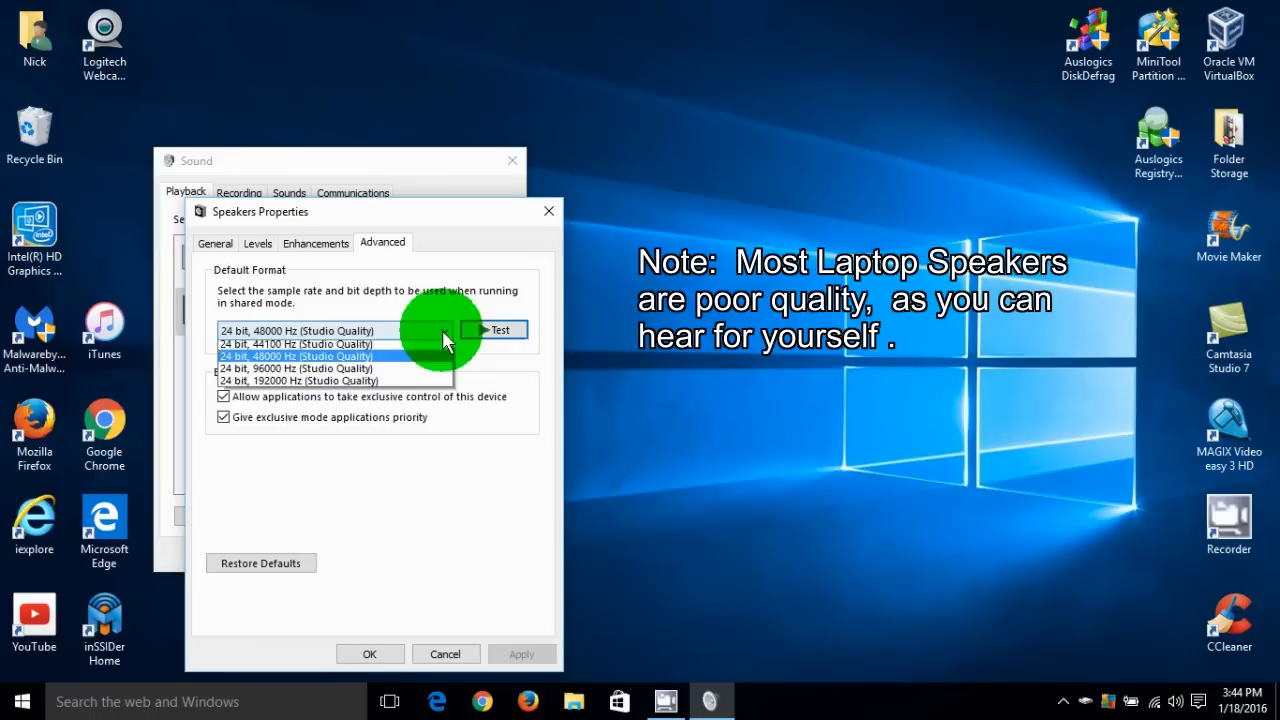 Nick
Logitech
Webca...
Recycle Bin
Intel(R) HD
Graphics ...
Malwareby...
Anti-Malw...
iTunes
Mozilla
Firefox
Google
Chrome
iexplore
Microsoft
Edge
YouTube
inSSIDer
Home
Sound
Playback Recording Sounds Communications
Se
Speakers Properties
General Levels Enhancements Advanced
Default Format
Select the sample rate and bit depth to be used when running
in shared mode.
24 bit, 48000 Hz (Studio Quality)
Test
24 bit, 44100 Hz (Studio Quality)
24 bit, 48000 Hz (Studio Quality)
24 bit, 96000 Hz (Studio Quality)
24 bit, 192000 Hz (Studio Quality)
Allow applications to take exclusive control of this device
Give exclusive mode applications priority
Restore Defaults
OK Cancel Apply
Note: Most Laptop Speakers
are poor quality, as you can
hear for yourself .
Auslogics
DiskDefrag
MiniTool
Partition ...
Oracle VM
VirtualBox
Auslogics
Registry...
Folder
Storage
Movie Maker
Camtasia
Studio 7
MAGIX Video
easy 3 HD
Recorder
CCleaner
Search the web and Windows
3:44 PM
1/18/2016